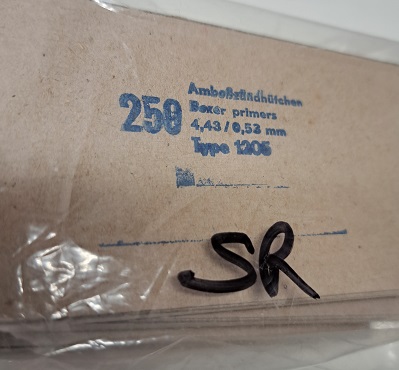 250
Amboßzündhütchen
Boxer primers
4,43/0,53 mm
Type 1205
SR